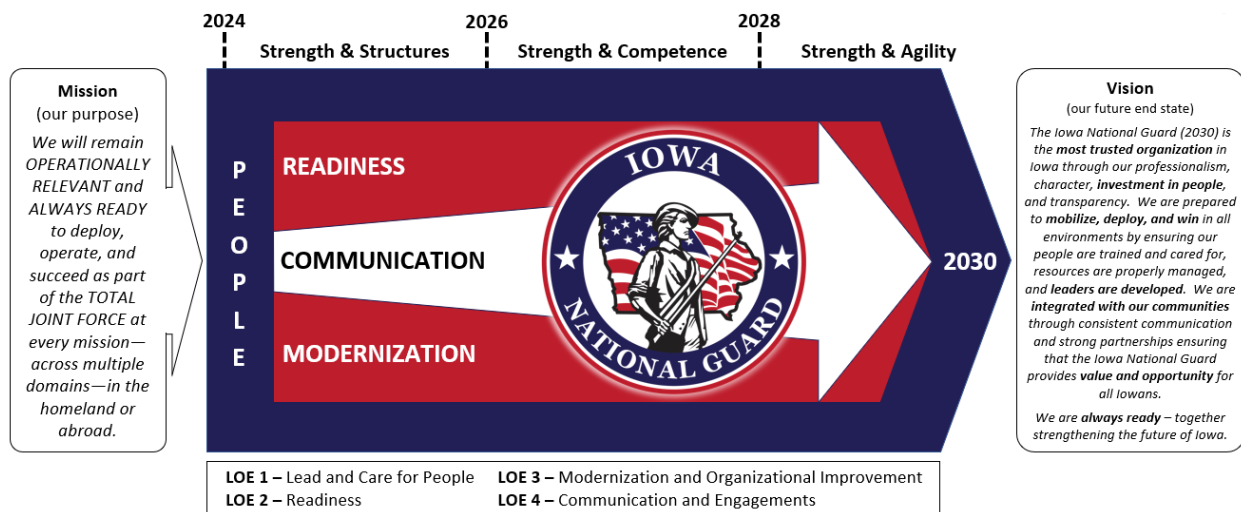 2024
2026
2028
Strength & Structures
Strength & Competence
Strength & Agility
Mission
(our purpose)
We will remain
OPERATIONALLY
RELEVANT and
ALWAYS READY
to deploy,
operate, and
succeed as part
of the TOTAL
JOINT FORCE at
every mission—
across multiple
domains—in the
homeland or
abroad.
PEOPLE
READINESS
COMMUNICATION
MODERNIZATION
IOWA
NATIONAL GUARD
2030
Vision
(our future end state)
The Iowa National Guard (2030) is
the most trusted organization in
Iowa through our professionalism,
character, investment in people,
and transparency.  We are prepared
to mobilize, deploy, and win in all
environments by ensuring our
people are trained and cared for,
resources are properly managed,
and leaders are developed.  We are
integrated with our communities
through consistent communication
and strong partnerships ensuring
that the Iowa National Guard
provides value and opportunity for
all Iowans.
We are always ready – together
strengthening the future of Iowa.
LOE 1 – Lead and Care for People
LOE 2 – Readiness
LOE 3 – Modernization and Organizational Improvement
LOE 4 – Communication and Engagements